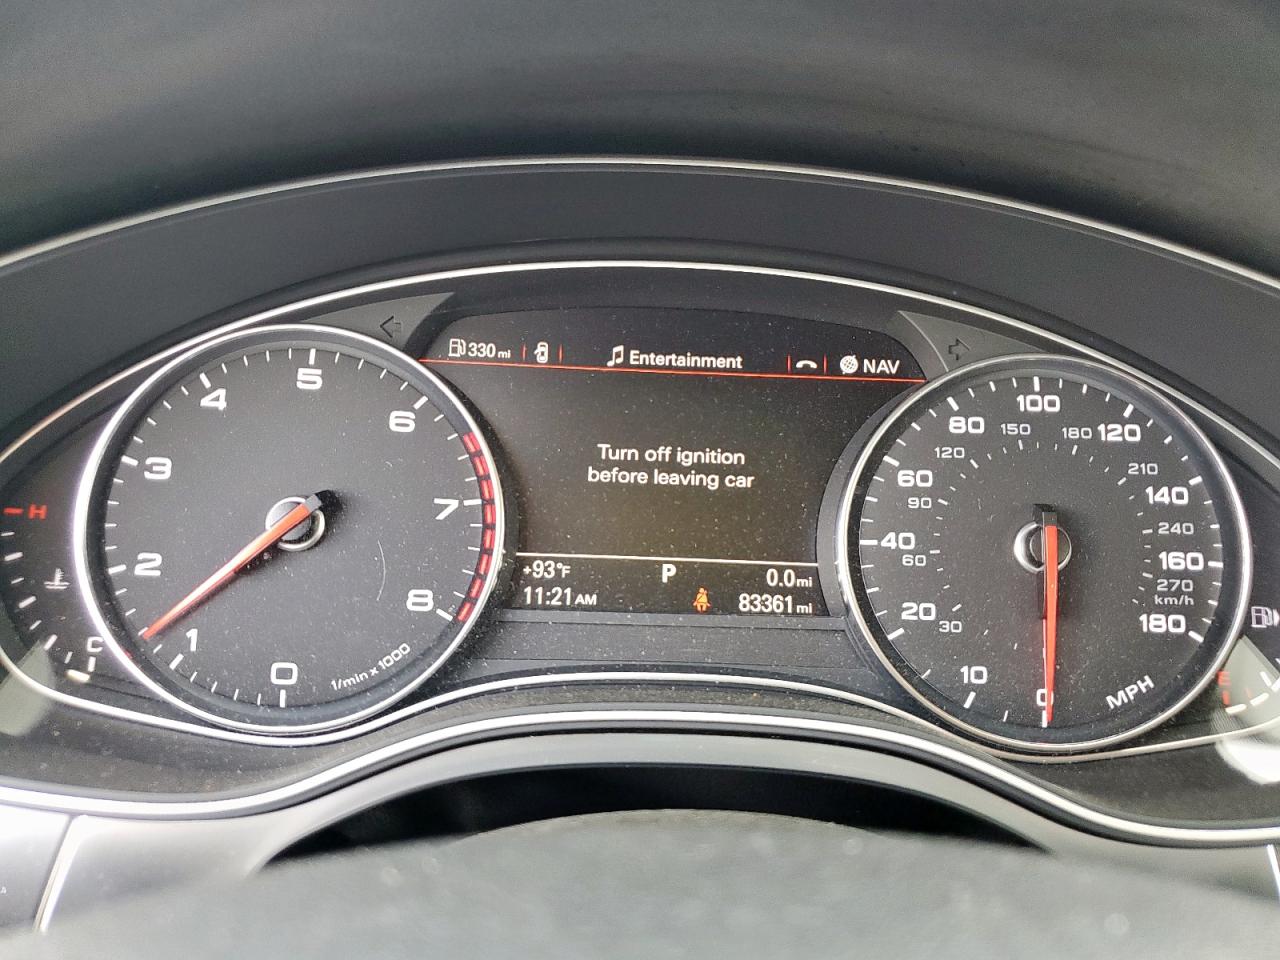 330 mi
Entertainment
NAV
Turn off ignition
before leaving car
+93°F
P
0.0 mi
11:21 AM
83361 mi
H
C
0
1
2
3
4
5
6
7
8
1/min x 1000
0
10
20
40
60
80
100
120
140
160
180
30
60
90
120
150
180
210
240
270
km/h
MPH
E